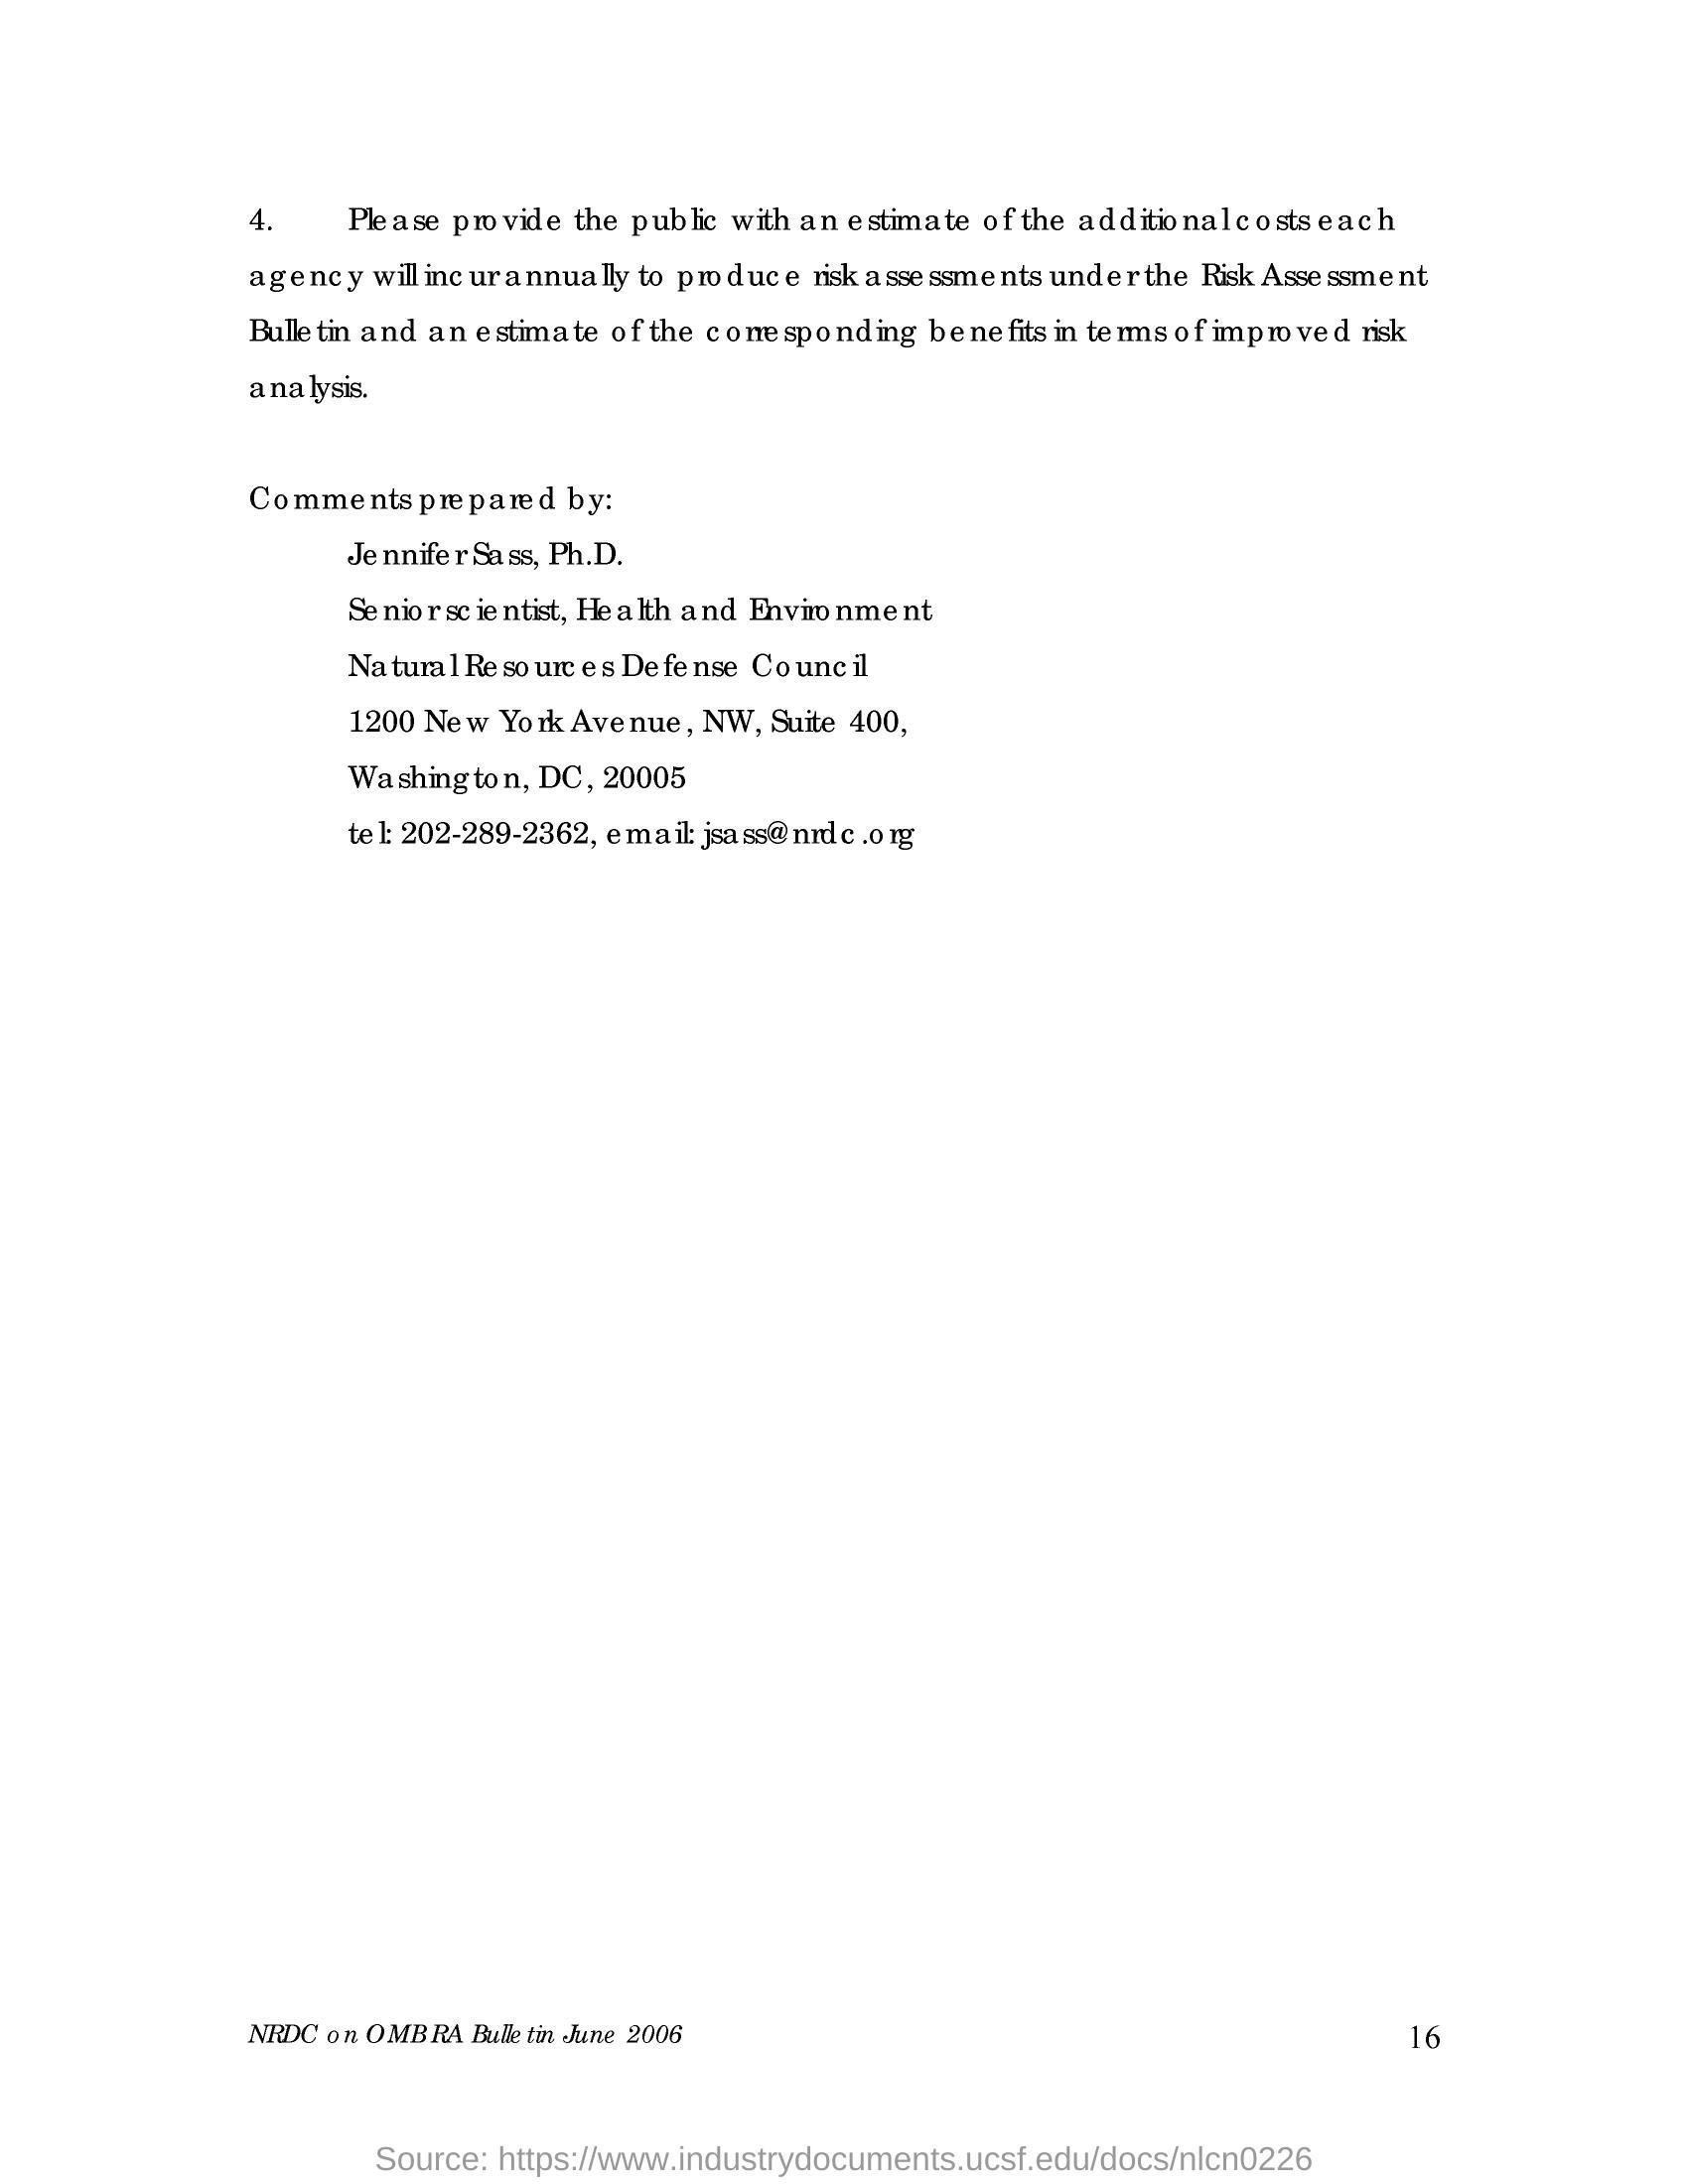 4. Please provide the public with an estimate of the additional costs each
agency will incur annually to produce risk assessments under the Risk Assessment
Bulletin and an estimate of the corresponding benefits in terms of improved risk
analysis.
Comments prepared by:
Jennifer Sass, Ph.D.
Senior scientist, Health and Environment
Natural Resources Defense Council
1200 New York Avenue, NW, Suite 400,
Washington, DC, 20005
tel: 202-289-2362, email: jsass@nrdc.org
NRDC on OMB RA Bulletin June 2006
16
Source: https://www.industrydocuments.ucsf.edu/docs/nlcn0226